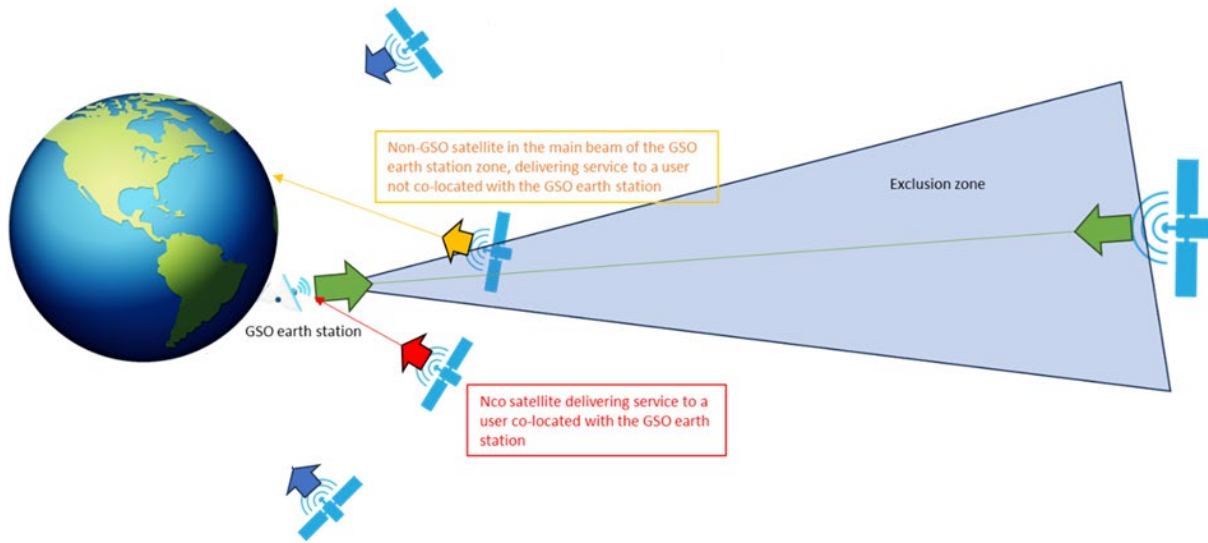 Non-GSO satellite in the main beam of the GSO
earth station zone, delivering service to a user
not co-located with the GSO earth station
Exclusion zone
GSO earth station
Nco satellite delivering service to a
user co-located with the GSO earth
station